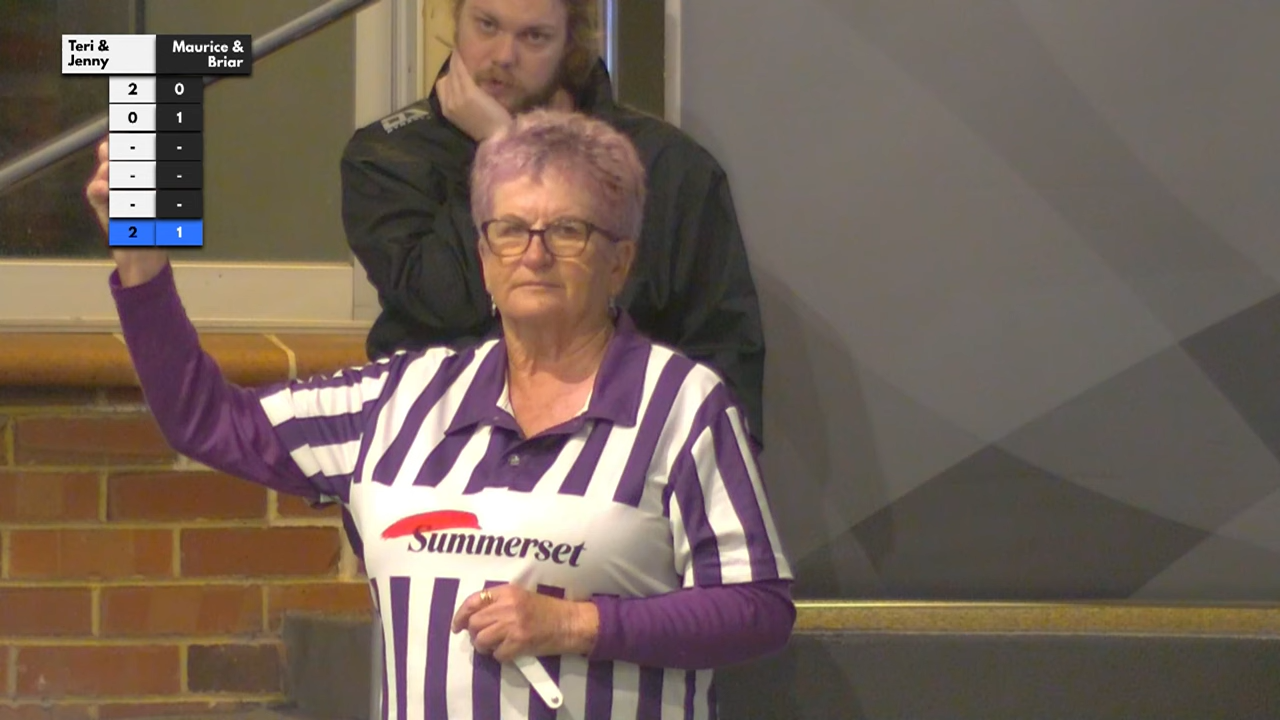 Teri & Jenny
Maurice & Briar
2 0
0 1
- -
- -
- -
2 1
Summerset